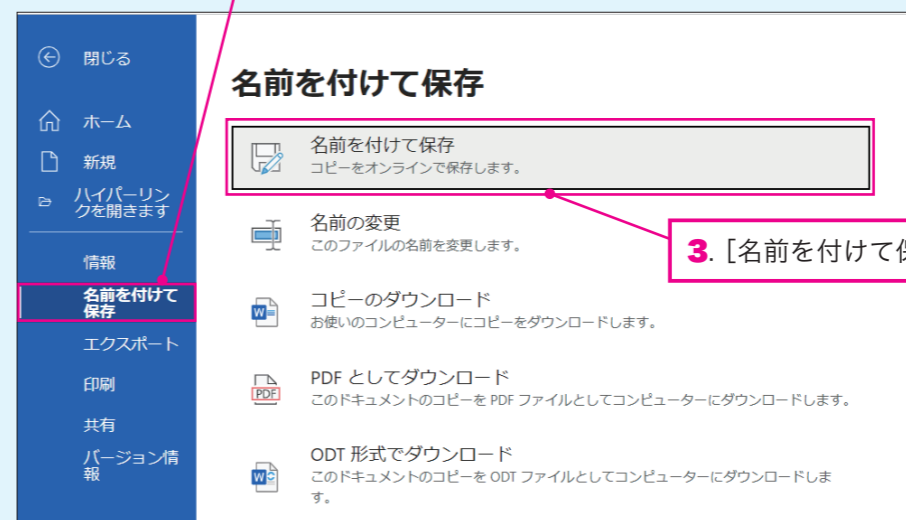 閉じる
ホーム
新規
ハイパーリン
クを開きます
情報
名前を付けて
保存
エクスポート
印刷
共有
バージョン情
報
名前を付けて保存
名前を付けて保存
コピーをオンラインで保存します。
名前の変更
このファイルの名前を変更します。
3. [名前を付けて保
コピーのダウンロード
お使いのコンピューターにコピーをダウンロードします。
PDF としてダウンロード
このドキュメントのコピーを PDF ファイルとしてコンピューターにダウンロードします。
PDF
ODT 形式でダウンロード
このドキュメントのコピーを ODT ファイルとしてコンピューターにダウンロードしま
す。